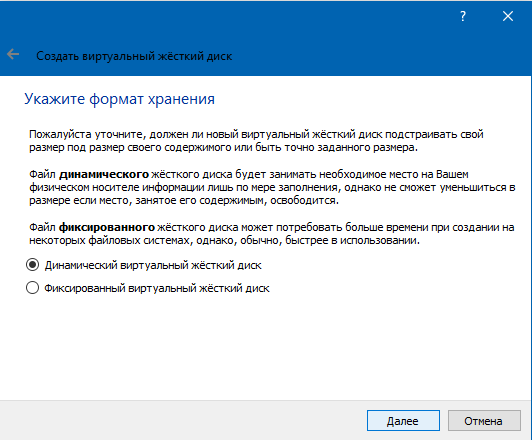 ?
Создать виртуальный жёсткий диск
Укажите формат хранения
Пожалуйста уточните, должен ли новый виртуальный жёсткий диск подстраивать свой
размер под размер своего содержимого или быть точно заданного размера.
Файл динамического жёсткого диска будет занимать необходимое место на Вашем
физическом носителе информации лишь по мере заполнения, однако не сможет уменьшиться в
размере если место, занятое его содержимым, освободится.
Файл фиксированного жёсткого диска может потребовать больше времени при создании на
некоторых файловых системах, однако, обычно, быстрее в использовании.
Динамический виртуальный жёсткий диск
Фиксированный виртуальный жёсткий диск
Далее
Отмена